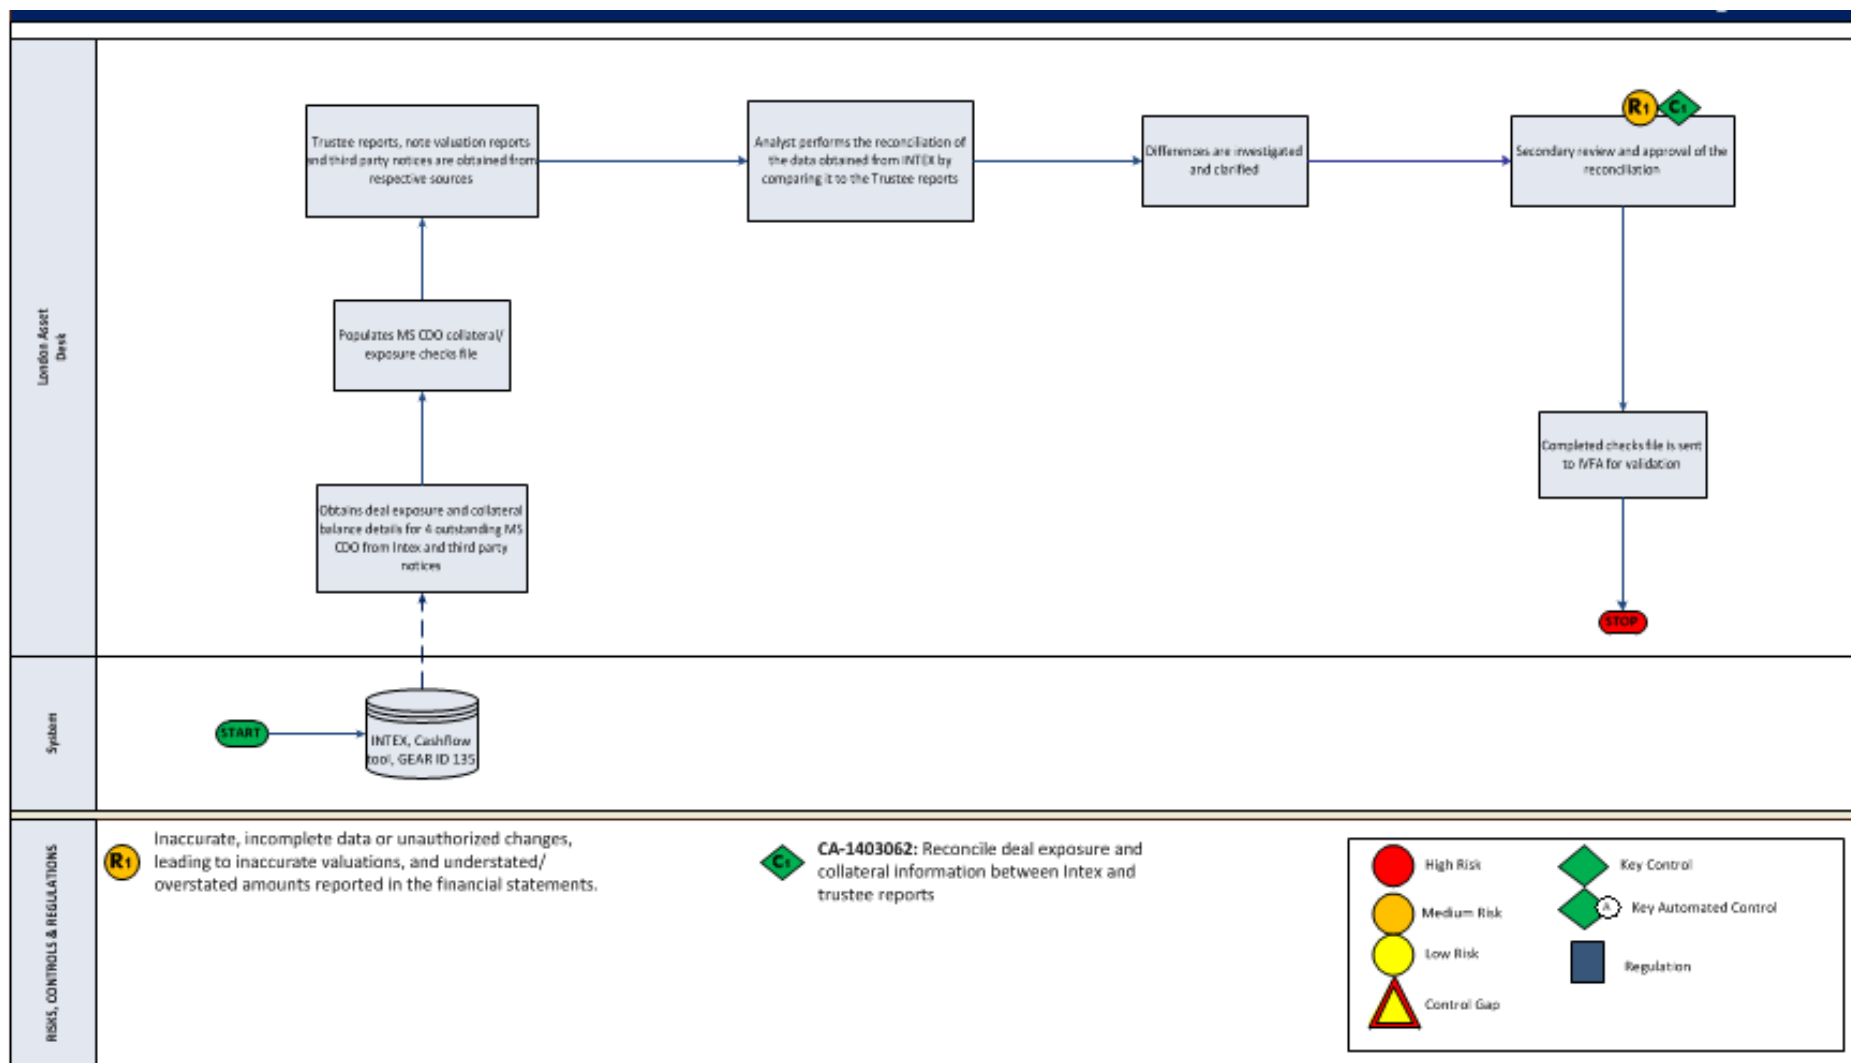 Trustee reports, note valuation reports
and third party notices are obtained from
respective sources
Analyst performs the reconciliation of
the data obtained from INTEX by
comparing it to the Trustee reports
Differences are investigated
and clarified
R1
C1
Secondary review and approval of the
reconciliation
London Asset
Desk
Populates MS CDO collateral/
exposure checks file
Completed checks file is sent
to IVFA for validation
Obtains deal exposure and collateral
balance details for 4 outstanding MS
CDO from Intex and third party
notices
STOP
System
START
INTEX, Cashflow
tool, GEAR ID 135
RISKS, CONTROLS & REGULATIONS
R1
Inaccurate, incomplete data or unauthorized changes,
leading to inaccurate valuations, and understated/
overstated amounts reported in the financial statements.
C1
CA-1403062: Reconcile deal exposure and
collateral information between Intex and
trustee reports
High Risk
Key Control
Medium Risk
A
Key Automated Control
Low Risk
Regulation
Control Gap